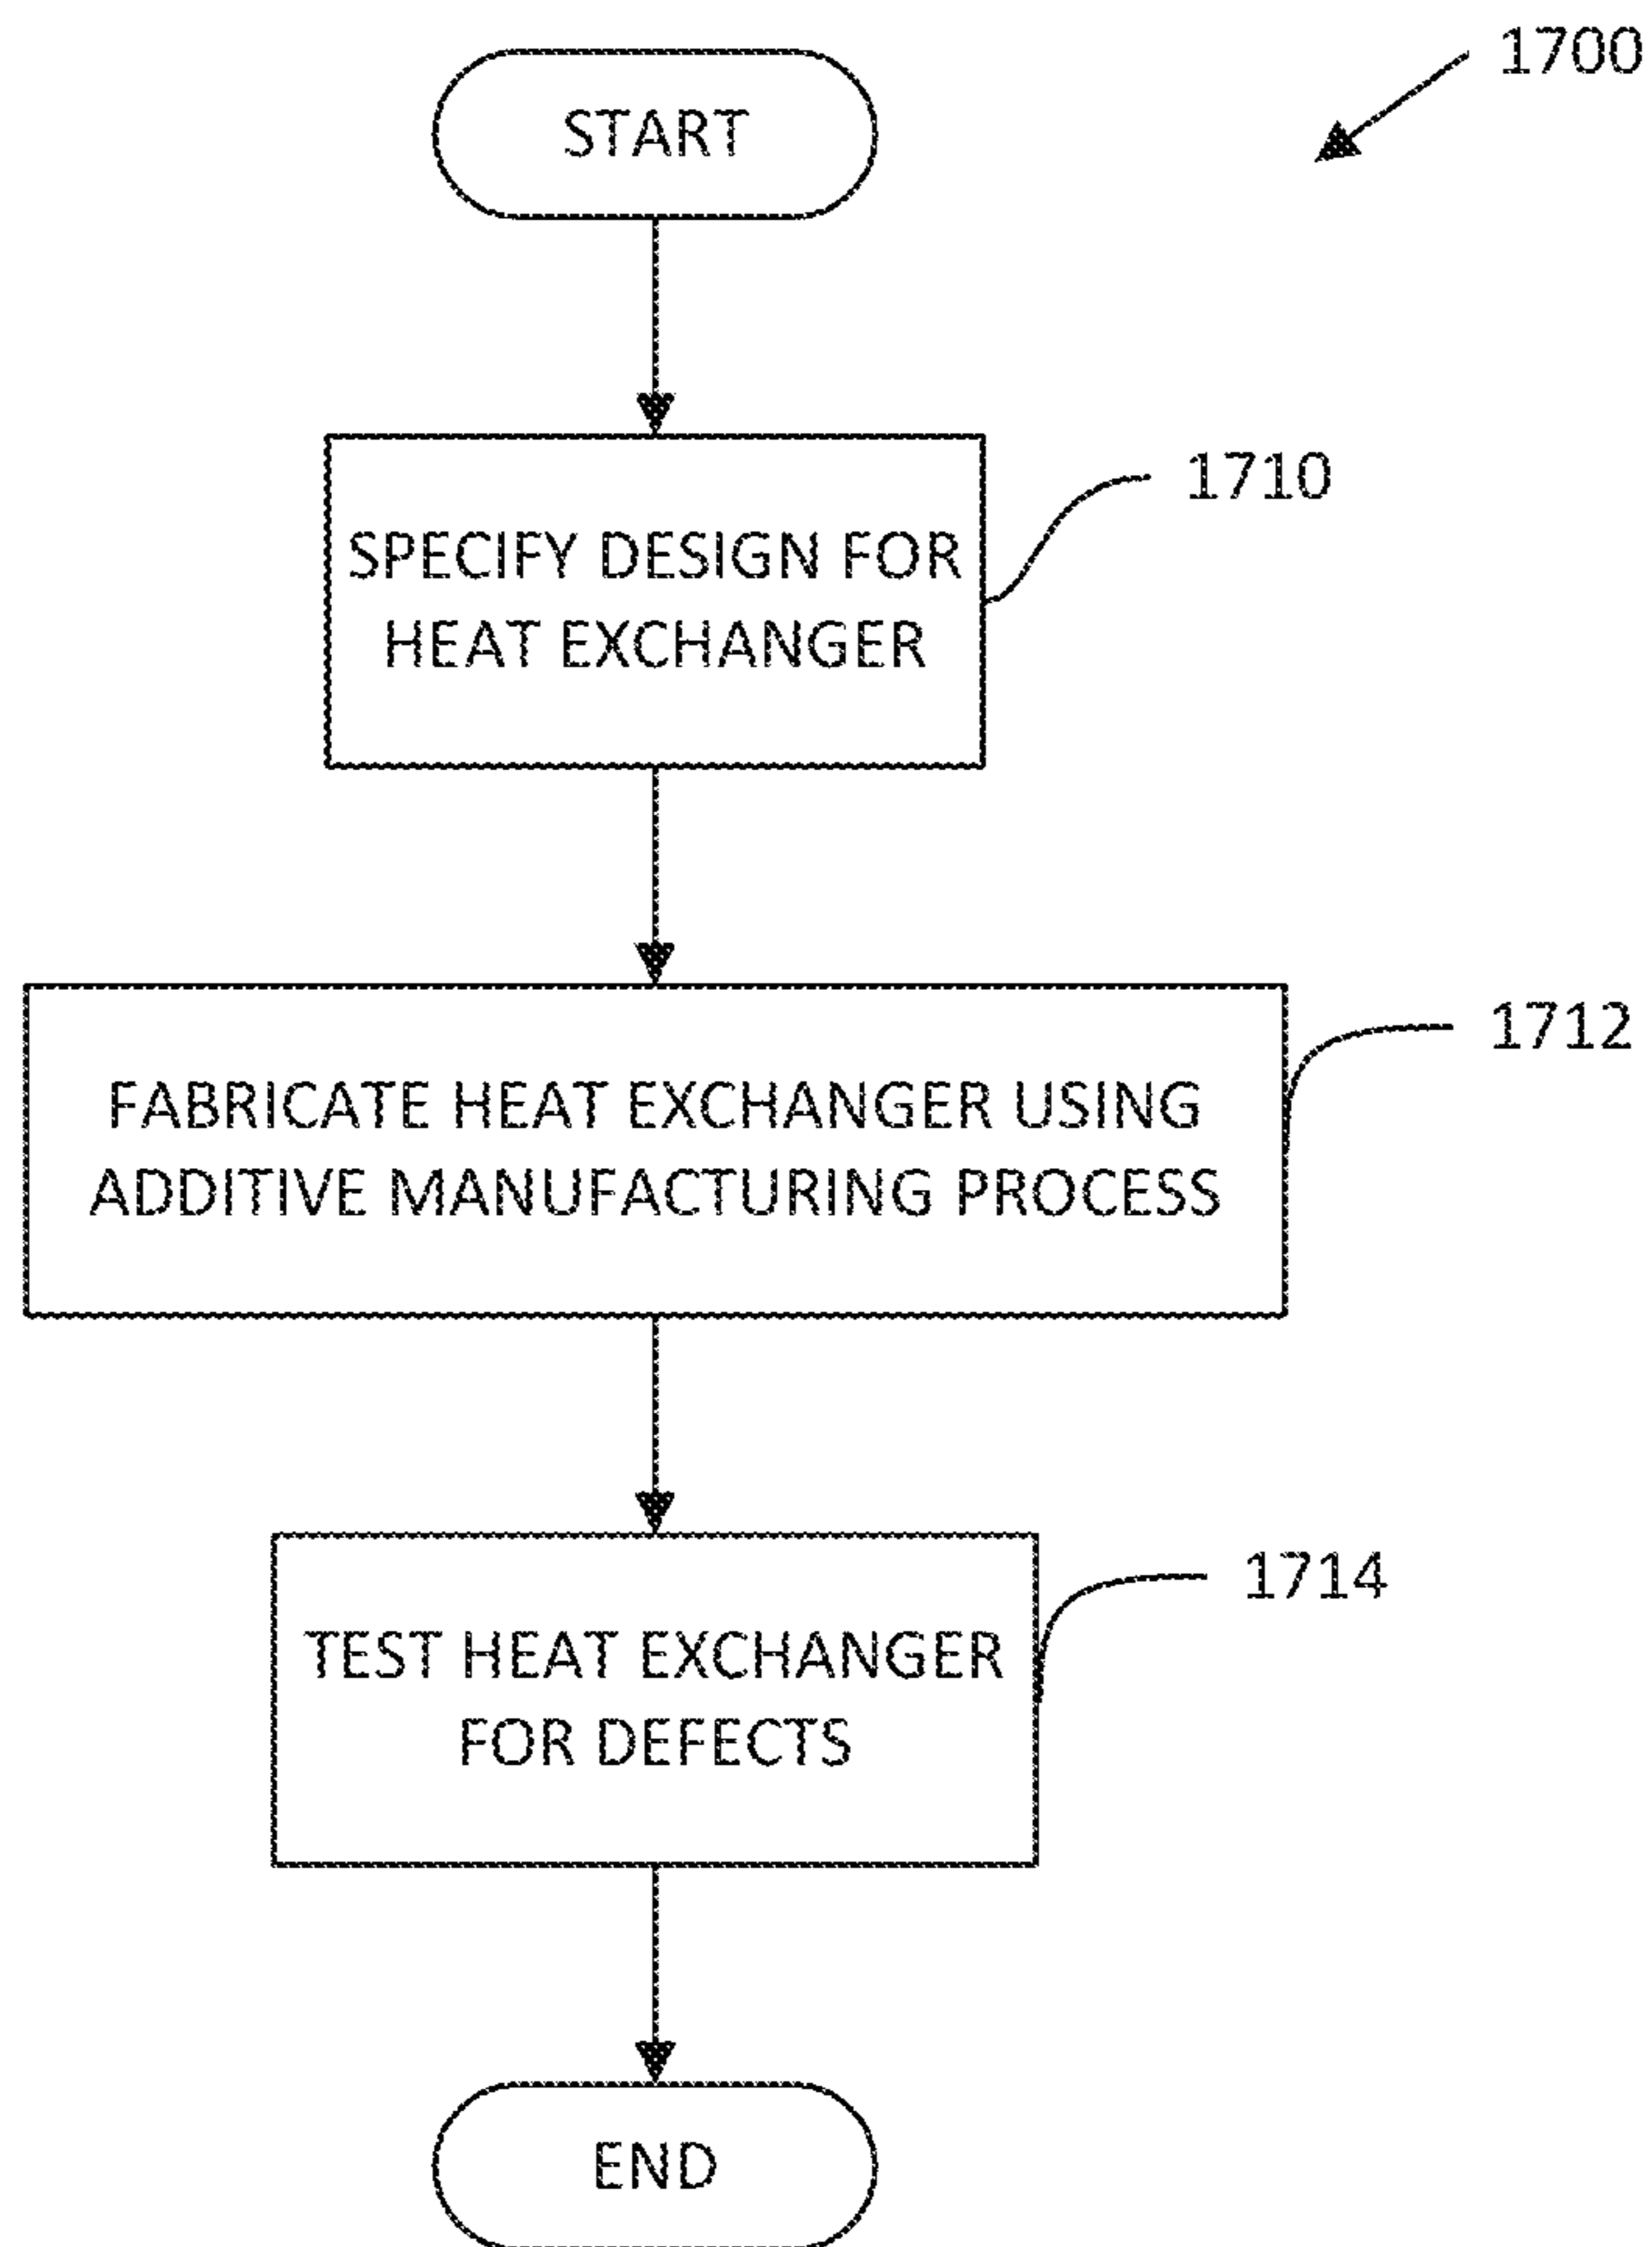 1700
START
1710
SPECIFY DESIGN FOR
HEAT EXCHANGER
1712
FABRICATE HEAT EXCHANGER USING
ADDITIVE MANUFACTURING PROCESS
1714
TEST HEAT EXCHANGER
FOR DEFECTS
END